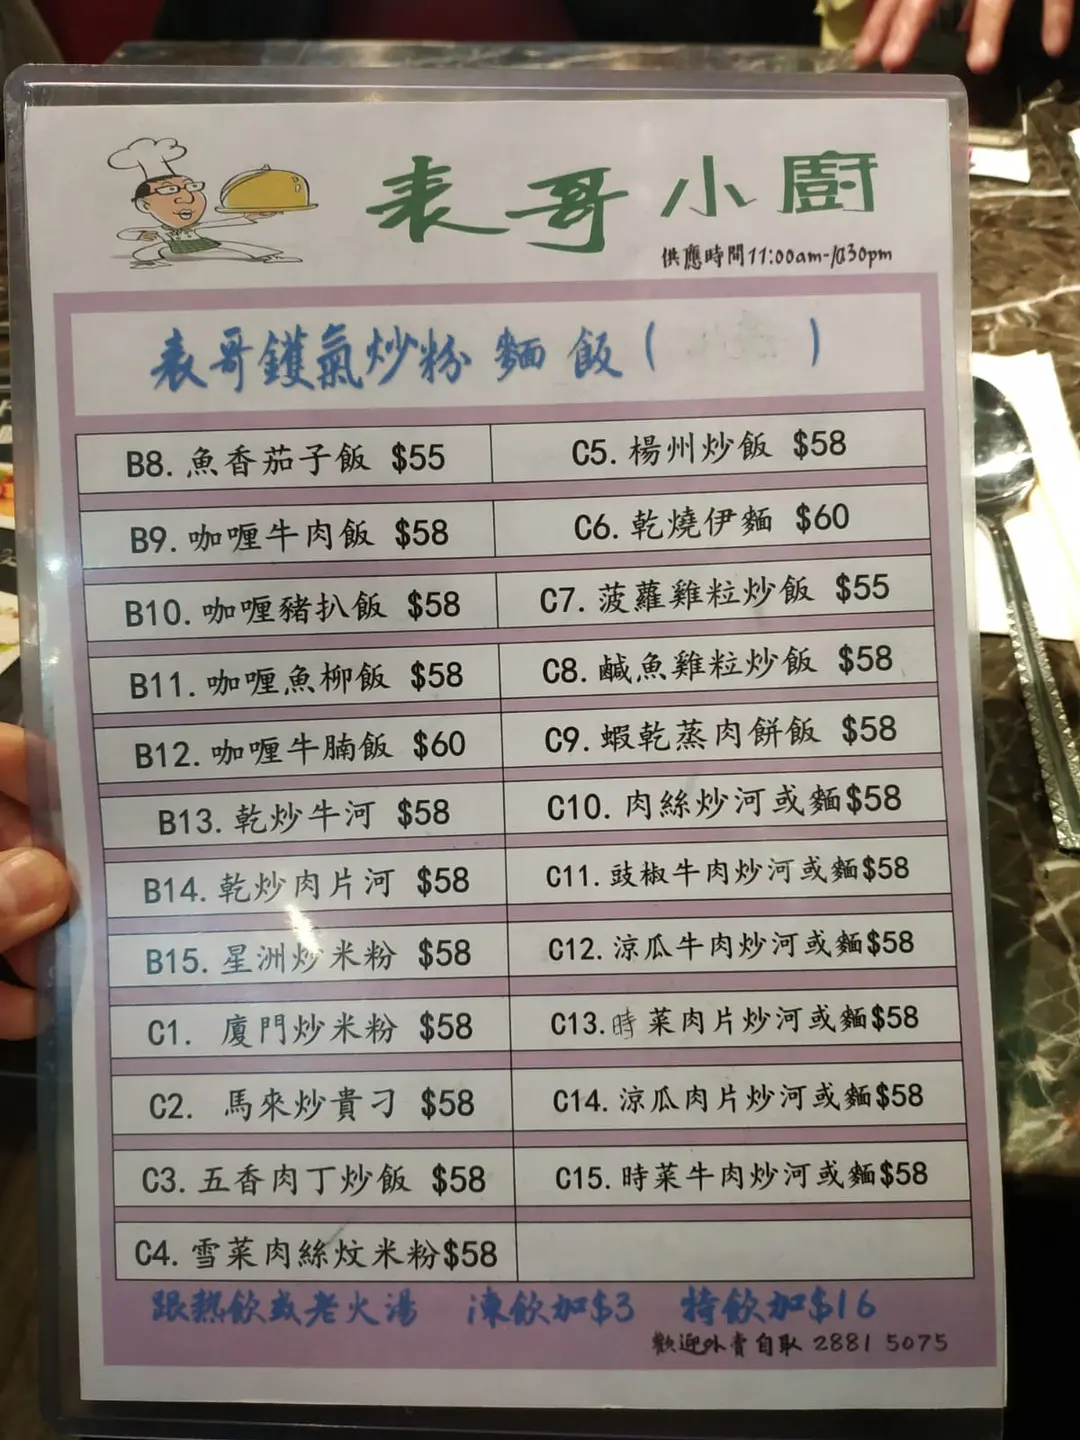 表哥小廚
供應時間11:00am-
表哥鑊氣炒粉麵飯( )
B8. 魚香茄子飯 $55
C5. 楊州炒飯 $58
B9. 咖喱牛肉飯 $58
C6. 乾燒伊麵 $60
B10. 咖喱豬扒飯 $58
C7. 菠蘿雞粒炒飯 $55
B11. 咖喱魚柳飯 $58
C8. 鹹魚雞粒炒飯 $58
B12. 咖喱牛腩飯 $60
C9. 蝦乾蒸肉餅飯 $58
B13. 乾炒牛河 $58
C10. 肉絲炒河或麵$58
B14. 乾炒肉片河 $58
C11. 豉椒牛肉炒河或麵$58
B15. 星洲炒米粉 $58
C12. 涼瓜牛肉炒河或麵$58
C1. 廈門炒米粉 $58
C13. 時菜肉片炒河或麵$58
C2. 馬來炒貴刁 $58
C14. 涼瓜肉片炒河或麵$58
C3. 五香肉丁炒飯 $58
C15. 時菜牛肉炒河或麵$58
C4. 雪菜肉絲炆米粉$58
跟熱飲或老火湯 凍飲加$3 特飲加$16
歡迎外賣自取 2881 5075